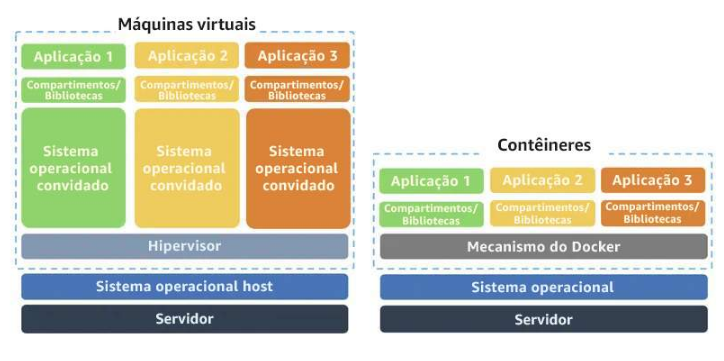 Máquinas virtuais
Aplicação 1
Aplicação 2
Aplicação 3
Compartimentos/
Bibliotecas
Compartimentos/
Bibliotecas
Compartimentos/
Bibliotecas
Sistema
operacional
convidado
Sistema
operacional
convidado
Sistema
operacional
convidado
Hipervisor
Sistema operacional host
Servidor
Contêineres
Aplicação 1
Aplicação 2
Aplicação 3
Compartimentos/
Bibliotecas
Compartimentos/
Bibliotecas
Compartimentos/
Bibliotecas
Mecanismo do Docker
Sistema operacional
Servidor